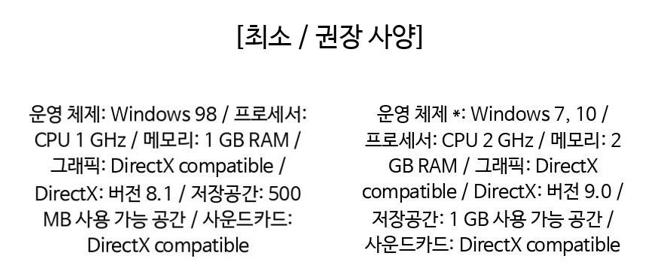 [최소 / 권장 사양]
운영 체제: Windows 98 / 프로세서:
CPU 1 GHz / 메모리: 1 GB RAM /
그래픽: DirectX compatible /
DirectX: 버전 8.1 / 저장공간: 500
MB 사용 가능 공간 / 사운드카드:
DirectX compatible
운영 체제 *: Windows 7, 10 /
프로세서: CPU 2 GHz / 메모리: 2
GB RAM / 그래픽: DirectX
compatible / DirectX: 버전 9.0 /
저장공간: 1 GB 사용 가능 공간 /
사운드카드: DirectX compatible